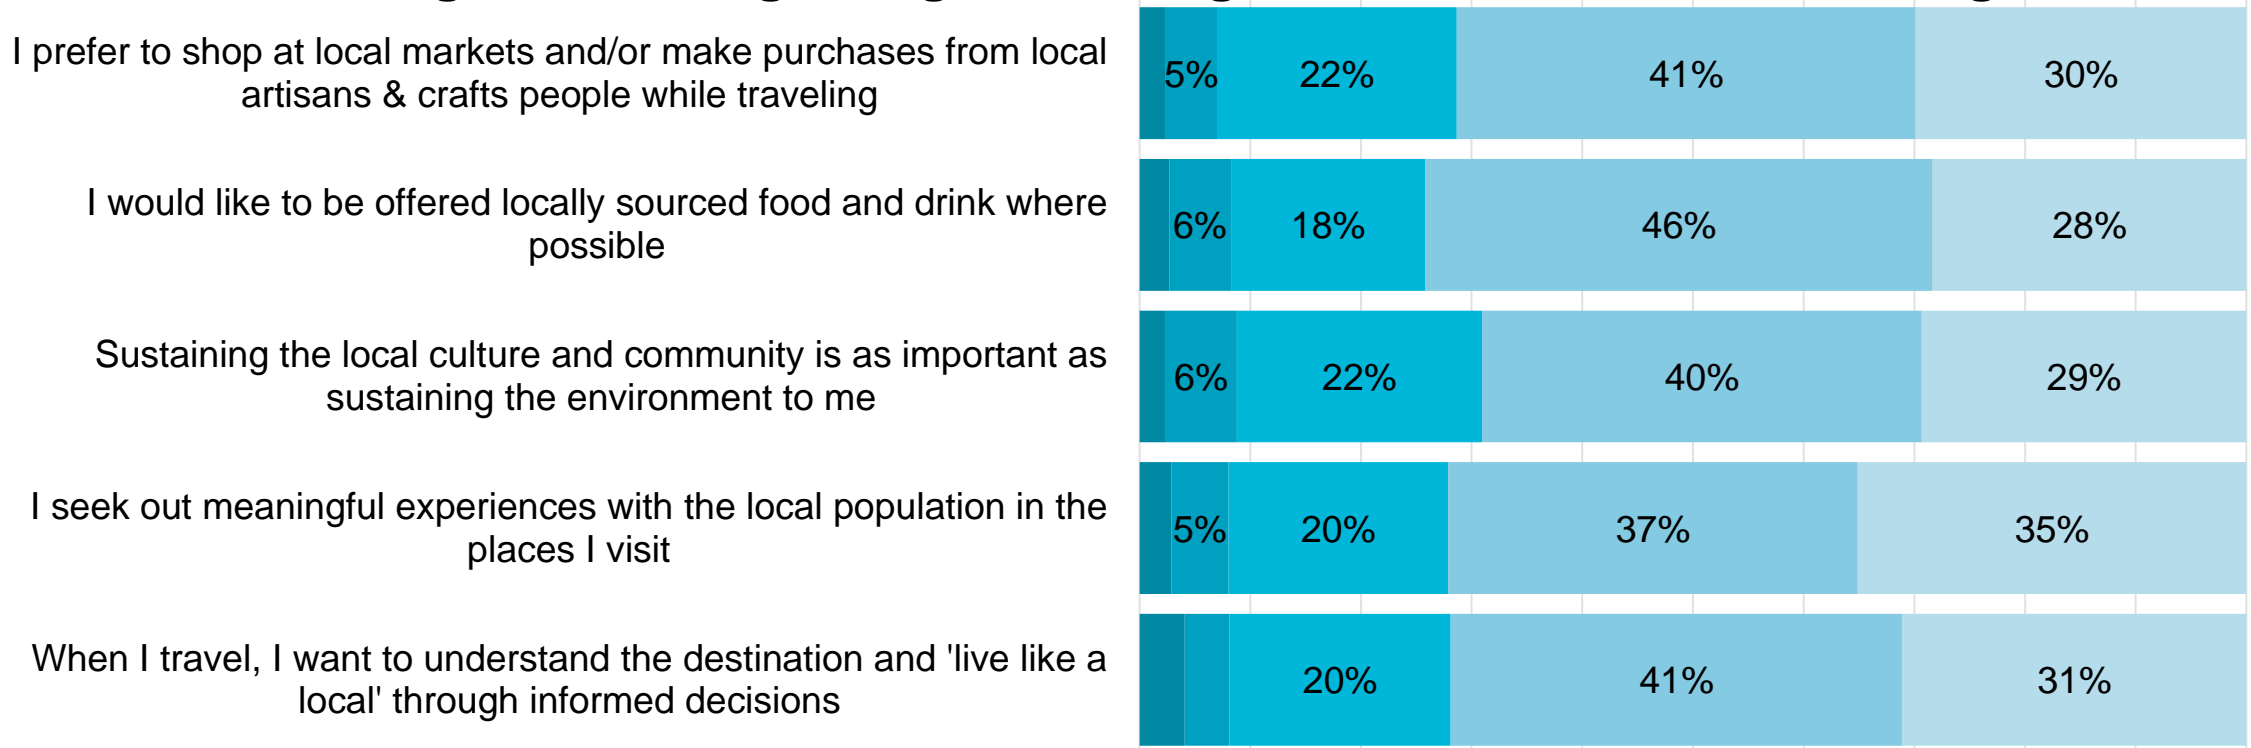 I prefer to shop at local markets and/or make purchases from local
artisans & crafts people while traveling
5% 22% 41% 30%
I would like to be offered locally sourced food and drink where
possible
6% 18% 46% 28%
Sustaining the local culture and community is as important as
sustaining the environment to me
6% 22% 40% 29%
I seek out meaningful experiences with the local population in the
places I visit
5% 20% 37% 35%
When I travel, I want to understand the destination and 'live like a
local' through informed decisions
20% 41% 31%